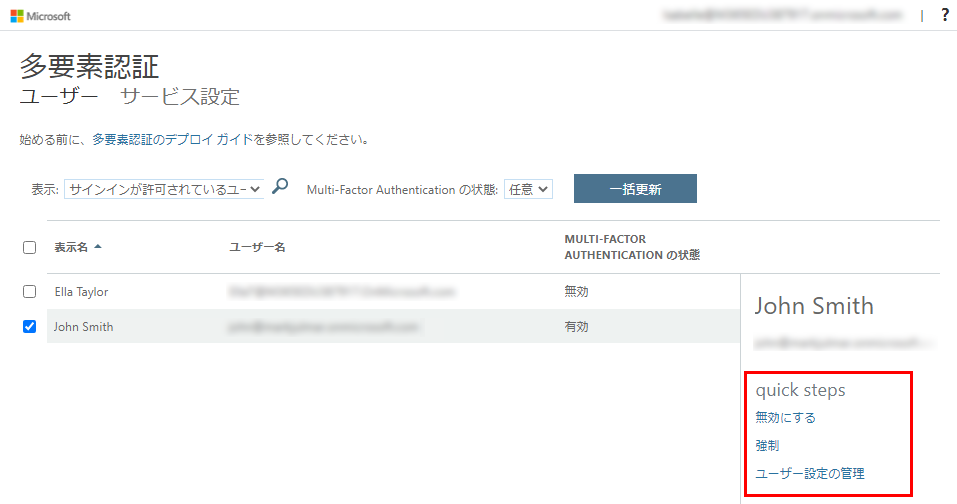 Microsoft
| ?
多要素認証
ユーザー サービス設定
始める前に、多要素認証のデプロイ ガイドを参照してください。
表示: サインインが許可されているユー Multi-Factor Authentication の状態: 任意 一括更新
表示名 ユーザー名 MULTI-FACTOR
AUTHENTICATION の状態
Ella Taylor 無効
John Smith 有効
John Smith
quick steps
無効にする
強制
ユーザー設定の管理